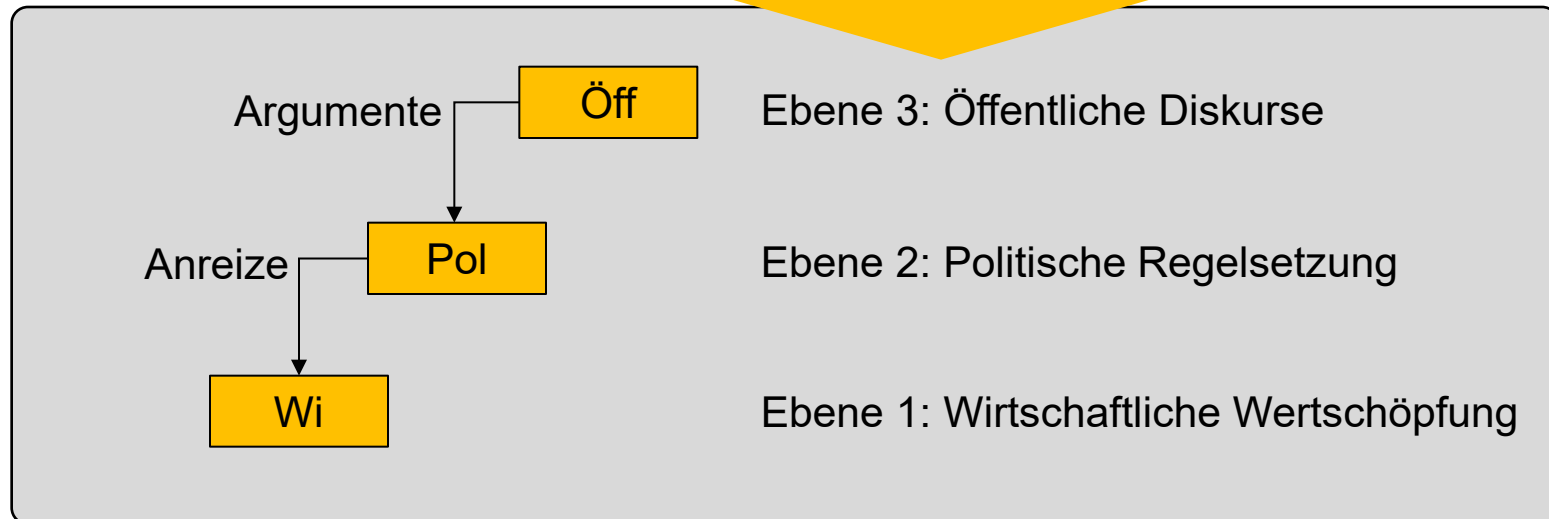 Argumente
Öff
Ebene 3: Öffentliche Diskurse
Anreize
Pol
Ebene 2: Politische Regelsetzung
Wi
Ebene 1: Wirtschaftliche Wertschöpfung